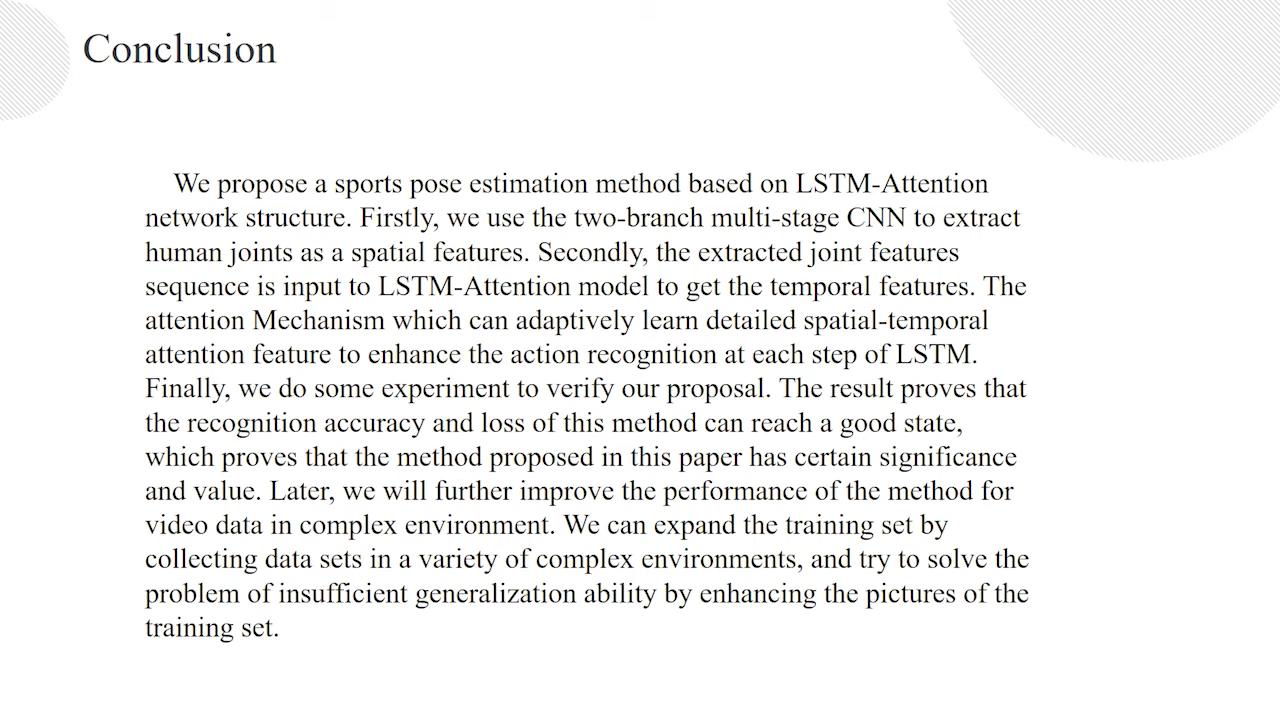 Conclusion
We propose a sports pose estimation method based on LSTM-Attention
network structure. Firstly, we use the two-branch multi-stage CNN to extract
human joints as a spatial features. Secondly, the extracted joint features
sequence is input to LSTM-Attention model to get the temporal features. The
attention Mechanism which can adaptively learn detailed spatial-temporal
attention feature to enhance the action recognition at each step of LSTM.
Finally, we do some experiment to verify our proposal. The result proves that
the recognition accuracy and loss of this method can reach a good state,
which proves that the method proposed in this paper has certain significance
and value. Later, we will further improve the performance of the method for
video data in complex environment. We can expand the training set by
collecting data sets in a variety of complex environments, and try to solve the
problem of insufficient generalization ability by enhancing the pictures of the
training set.